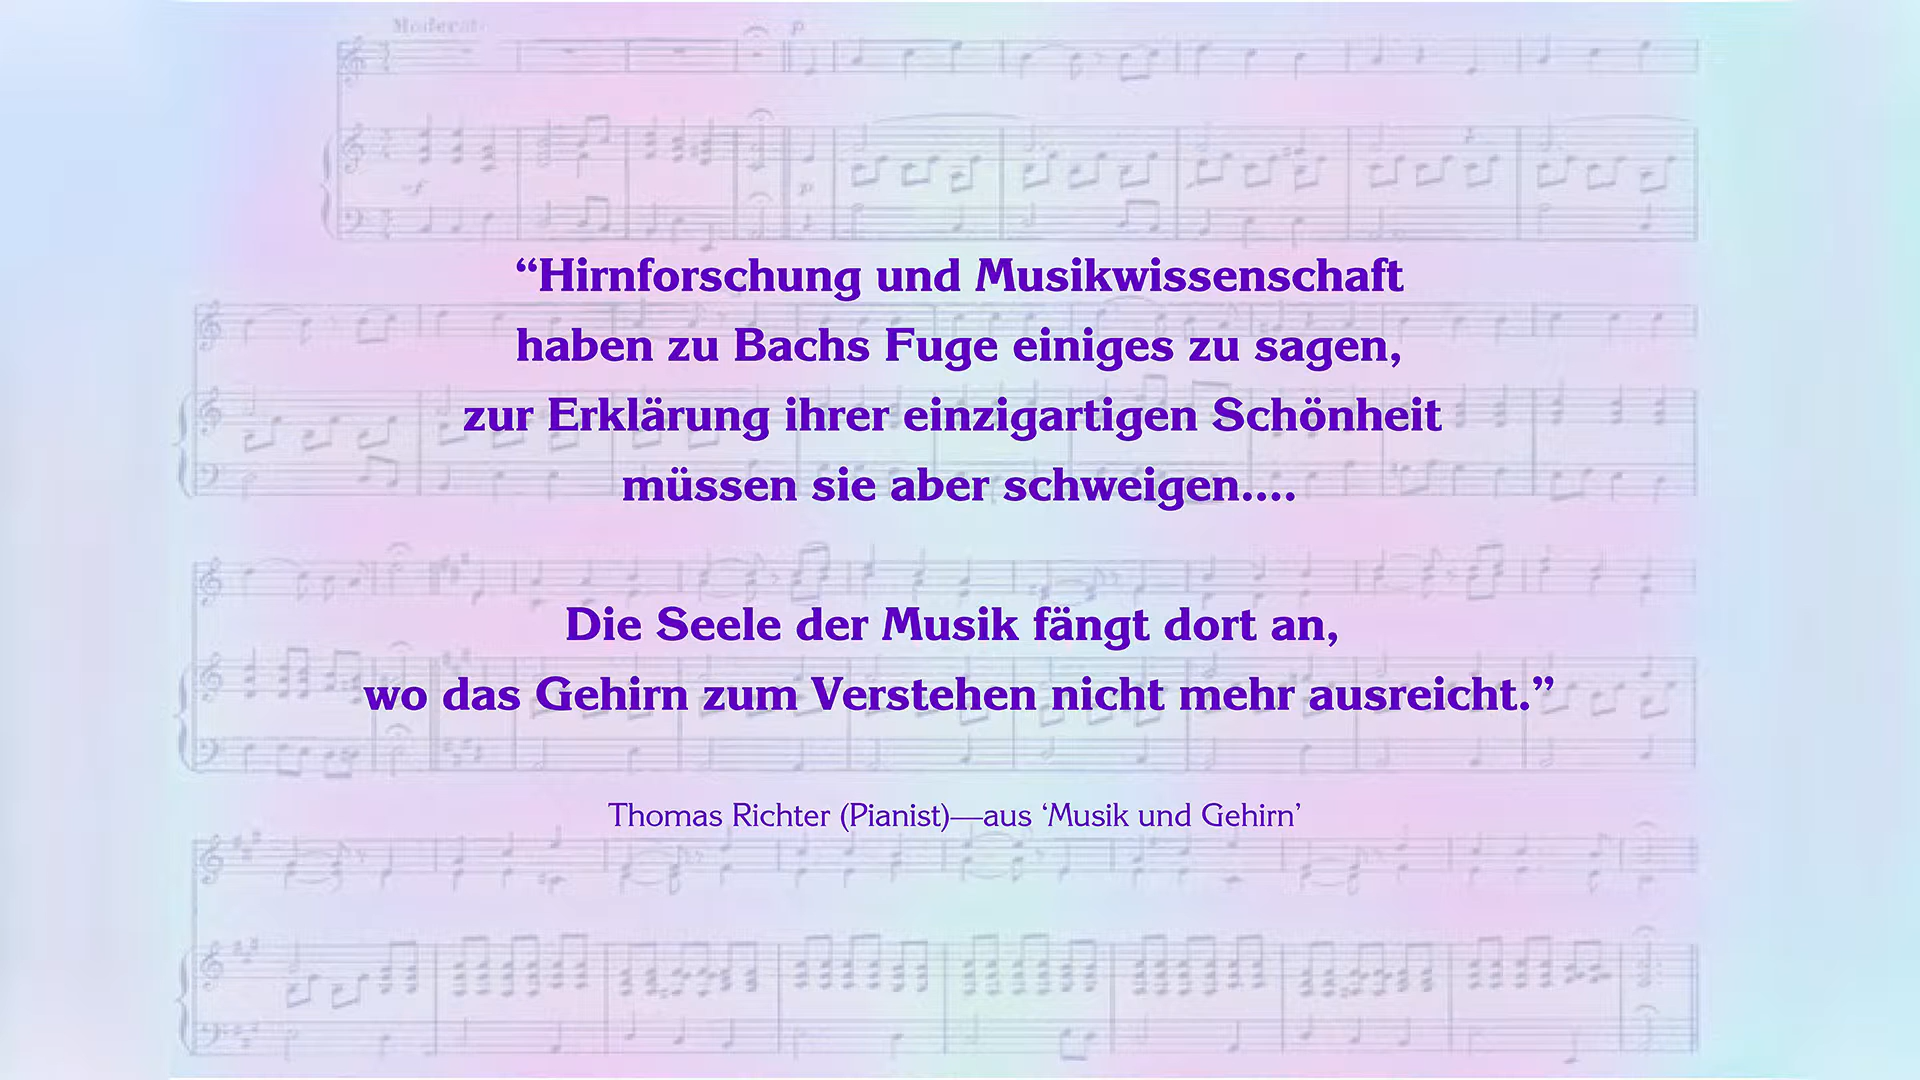 Moderato
p
“Hirnforschung und Musikwissenschaft
haben zu Bachs Fuge einiges zu sagen,
zur Erklärung ihrer einzigartigen Schönheit
müssen sie aber schweigen....
Die Seele der Musik fängt dort an,
wo das Gehirn zum Verstehen nicht mehr ausreicht.”
Thomas Richter (Pianist)—aus ‘Musik und Gehirn’